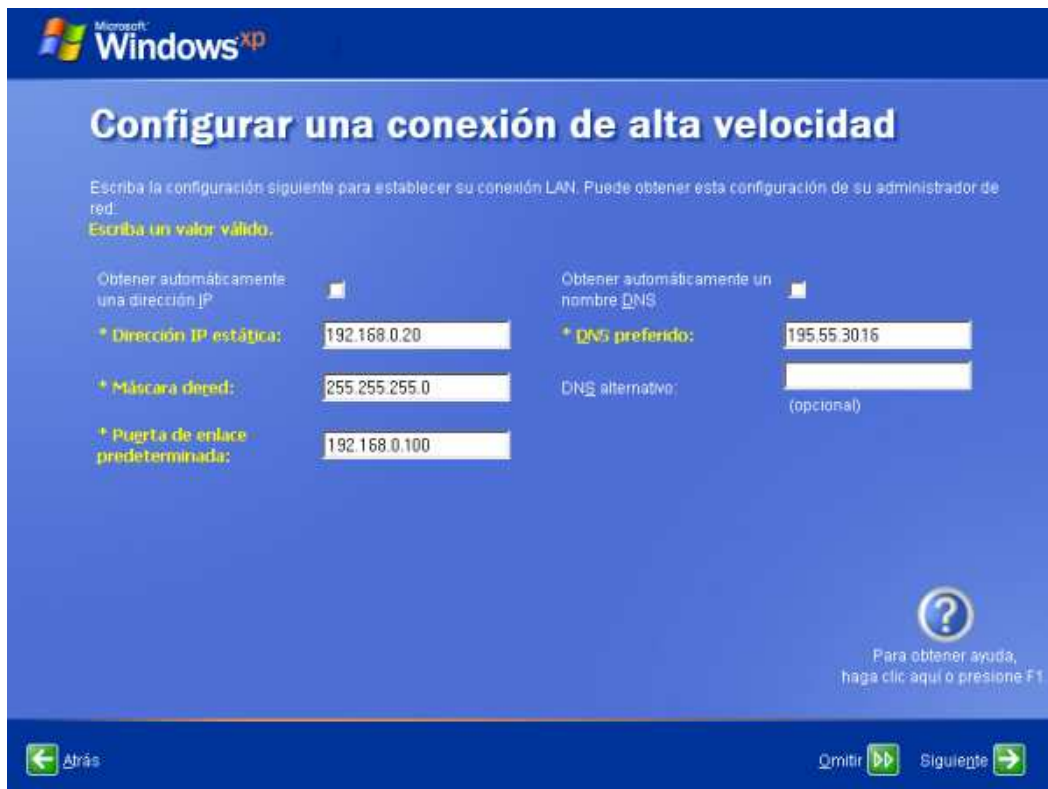 Microsoft
Windows xp
Configurar una conexión de alta velocidad
Escriba la configuración siguiente para establecer su conexión LAN. Puede obtener esta configuración de su administrador de
red.
Escriba un valor válido.
Obtener automáticamente
una dirección IP
Obtener automáticamente un
nombre DNS
* Dirección IP estática:
192.168.0.20
* DNS preferido:
195.55.3016
* Máscara dered:
255.255.255.0
DNS alternativo:
(opcional)
* Puerta de enlace
predeterminada:
192.168.0.100
?
Para obtener ayuda,
haga clic aquí o presione F1
Atrás
Omitir
Siguiente